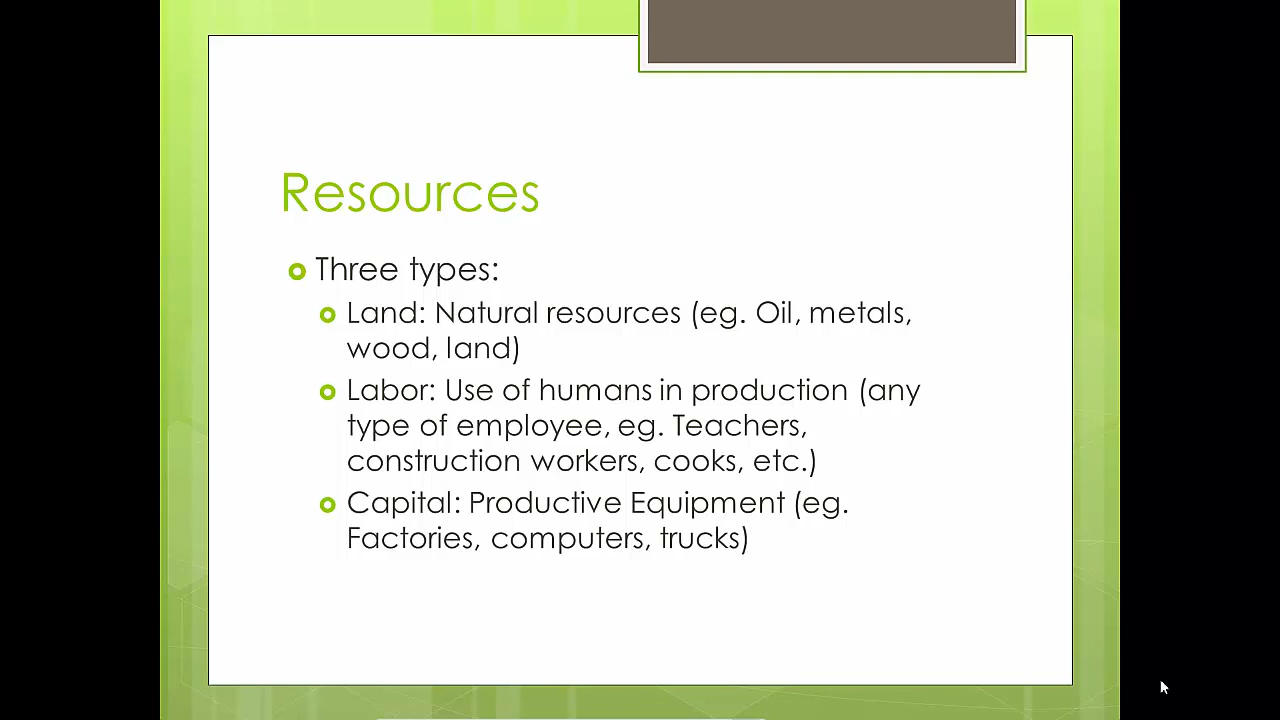 Resources
Three types:
Land: Natural resources (eg. Oil, metals,
wood, land)
Labor: Use of humans in production (any
type of employee, eg. Teachers,
construction workers, cooks, etc.)
Capital: Productive Equipment (eg.
Factories, computers, trucks)